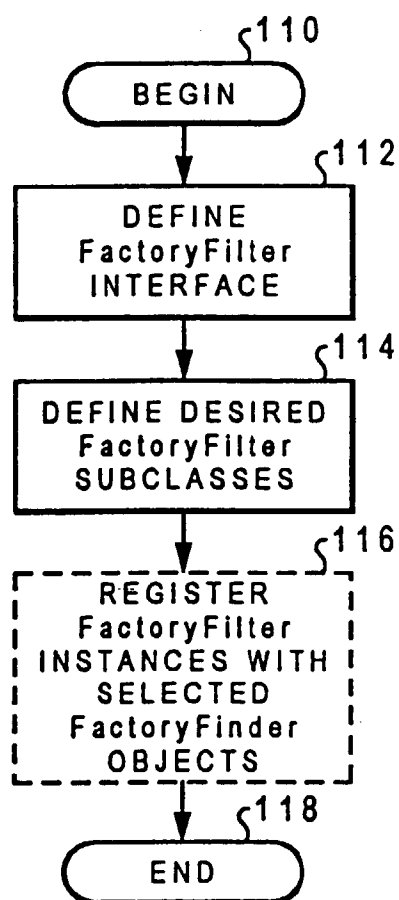 110
BEGIN
112
DEFINE
FactoryFilter
INTERFACE
114
DEFINE DESIRED
FactoryFilter
SUBCLASSES
116
REGISTER
FactoryFilter
INSTANCES WITH
SELECTED
FactoryFinder
OBJECTS
118
END